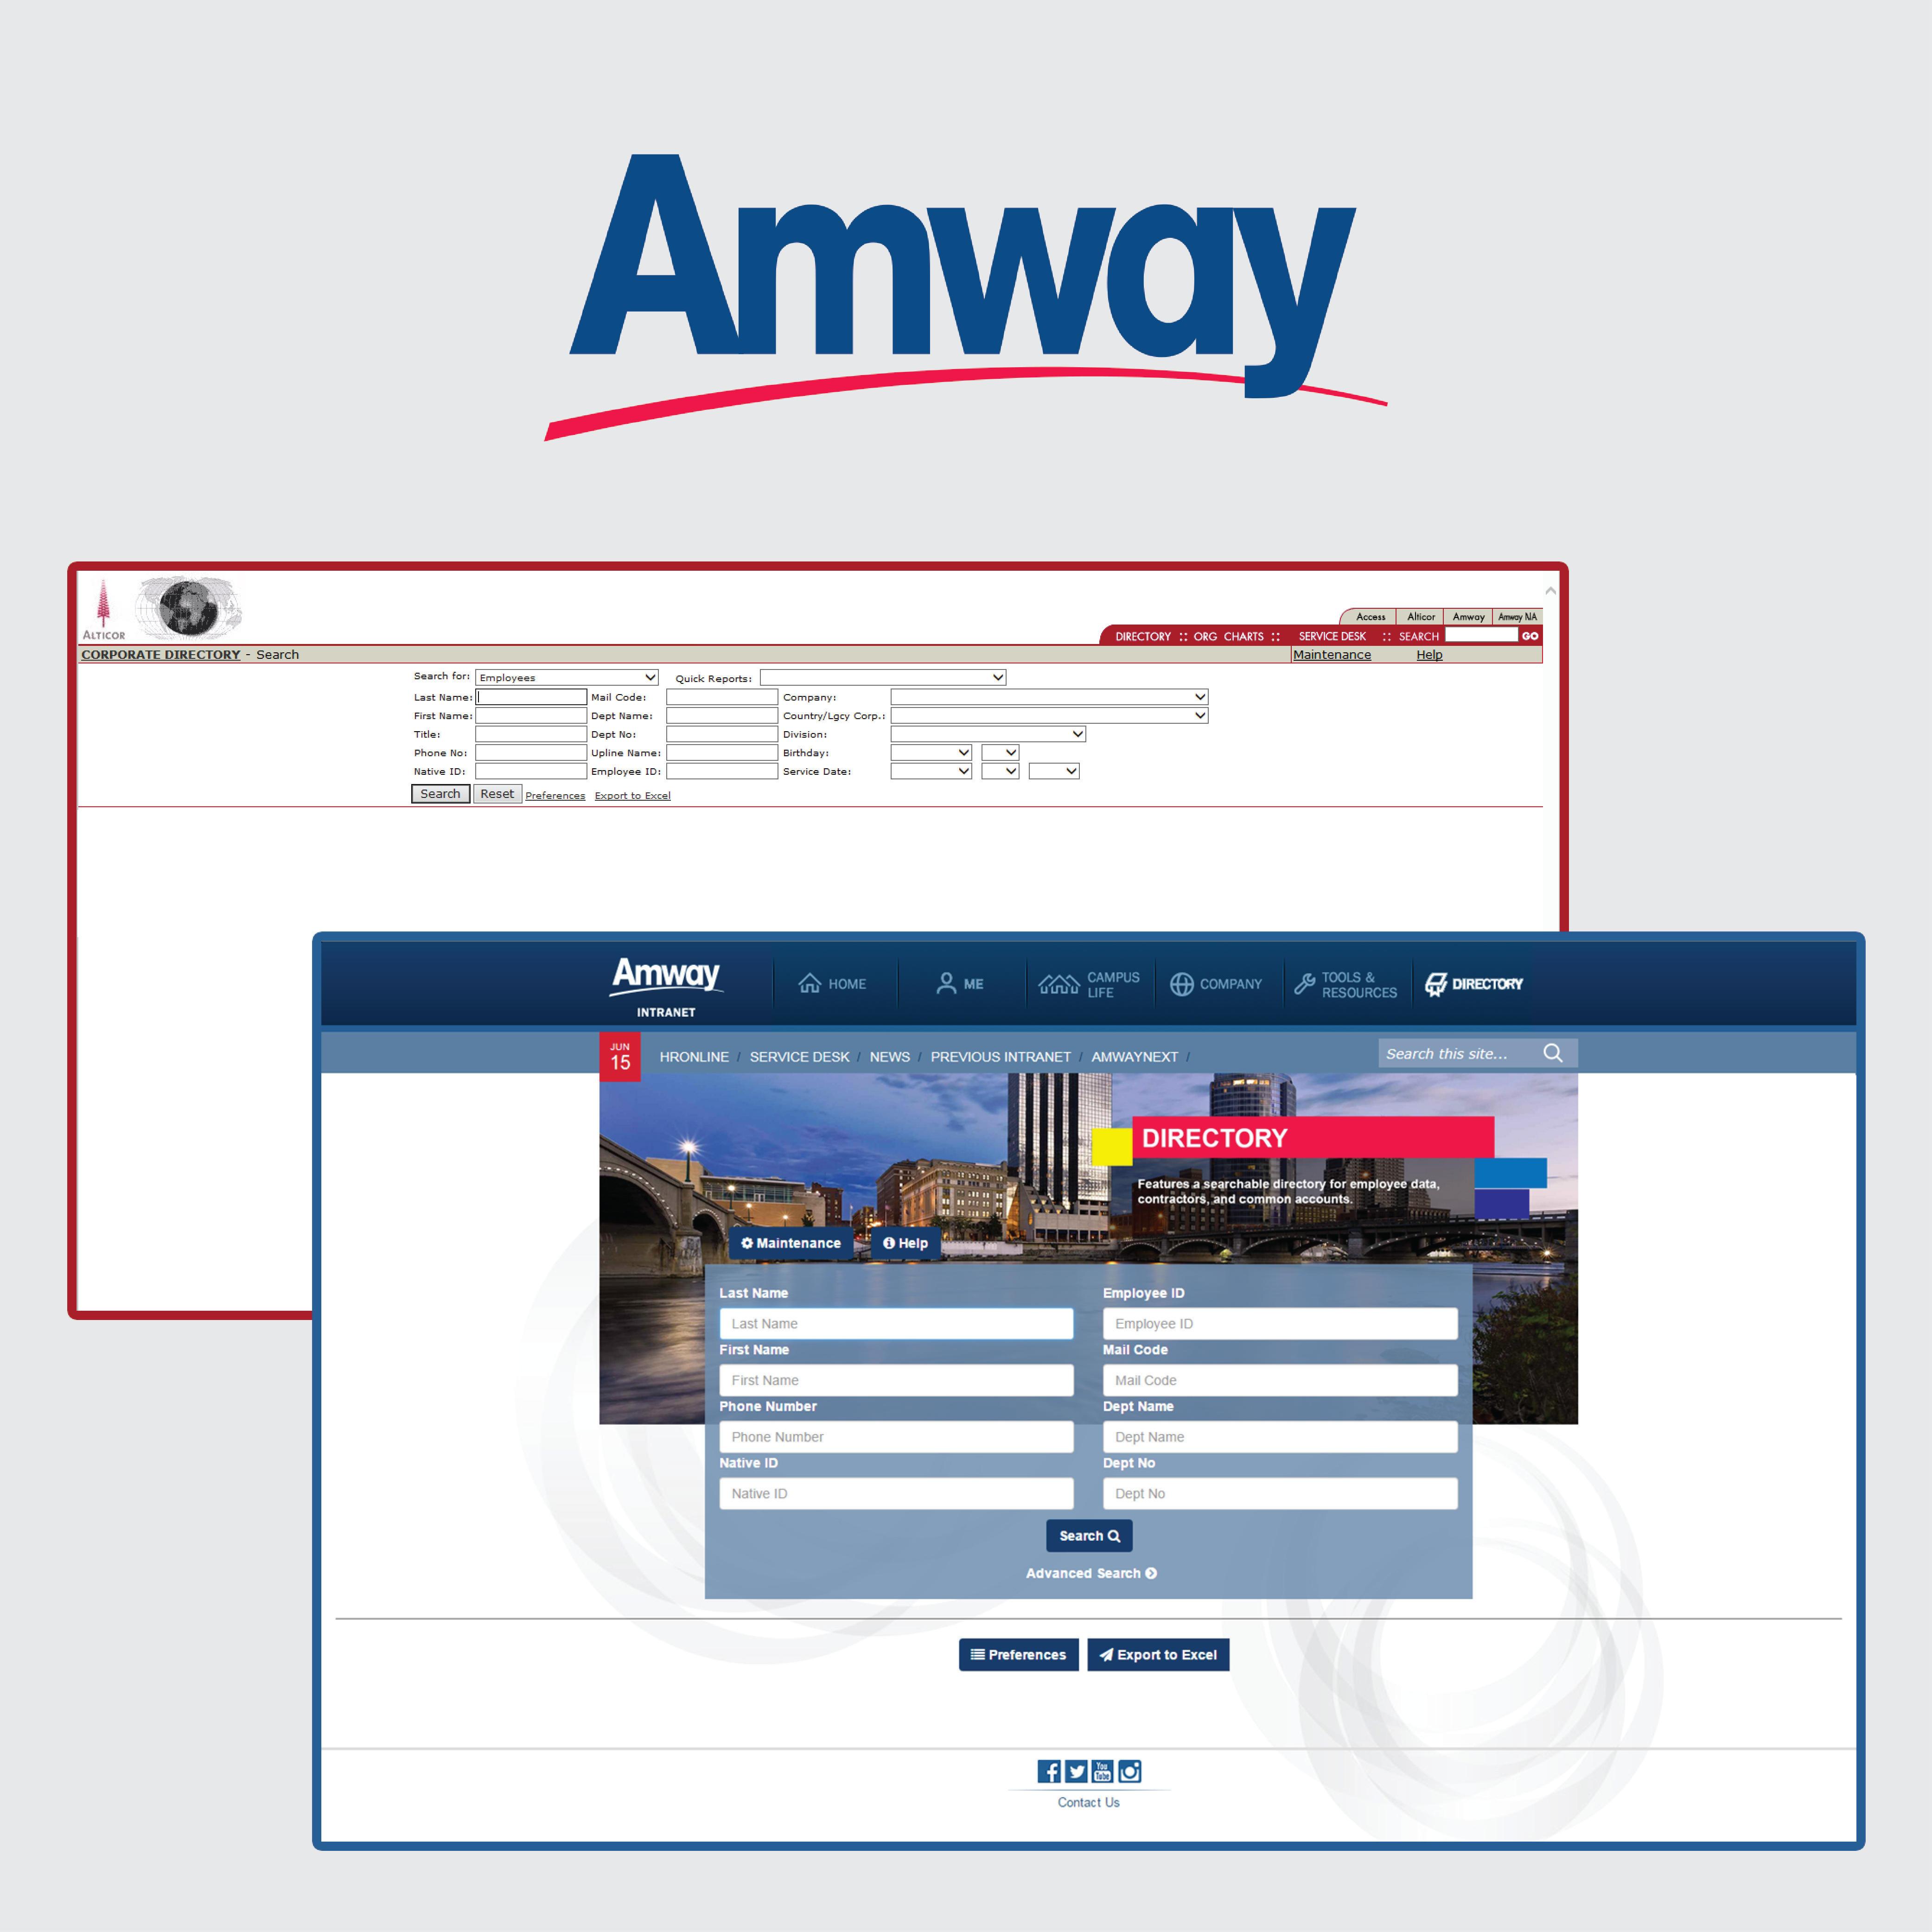 Amway
ALTICOR
Access Alticor Amway Amway NA
DIRECTORY :: ORG CHARTS :: SERVICE DESK :: SEARCH GO
CORPORATE DIRECTORY - Search Maintenance Help
Search for: Employees Quick Reports:
Last Name: Mail Code: Company:
First Name: Dept Name: Country/Lgcy Corp.:
Title: Dept No: Division:
Phone No: Upline Name: Birthday:
Native ID: Employee ID: Service Date:
Search Reset Preferences Export to Excel
Amway
INTRANET
HOME
ME
CAMPUS
LIFE
COMPANY
TOOLS &
RESOURCES
DIRECTORY
JUN
15
HRONLINE / SERVICE DESK / NEWS / PREVIOUS INTRANET / AMWAYNEXT /
Search this site...
DIRECTORY
Features a searchable directory for employee data,
contractors, and common accounts.
Maintenance Help
Last Name Employee ID
Last Name Employee ID
First Name Mail Code
First Name Mail Code
Phone Number Dept Name
Phone Number Dept Name
Native ID Dept No
Native ID Dept No
Search
Advanced Search
Preferences Export to Excel
You
Tube
Contact Us